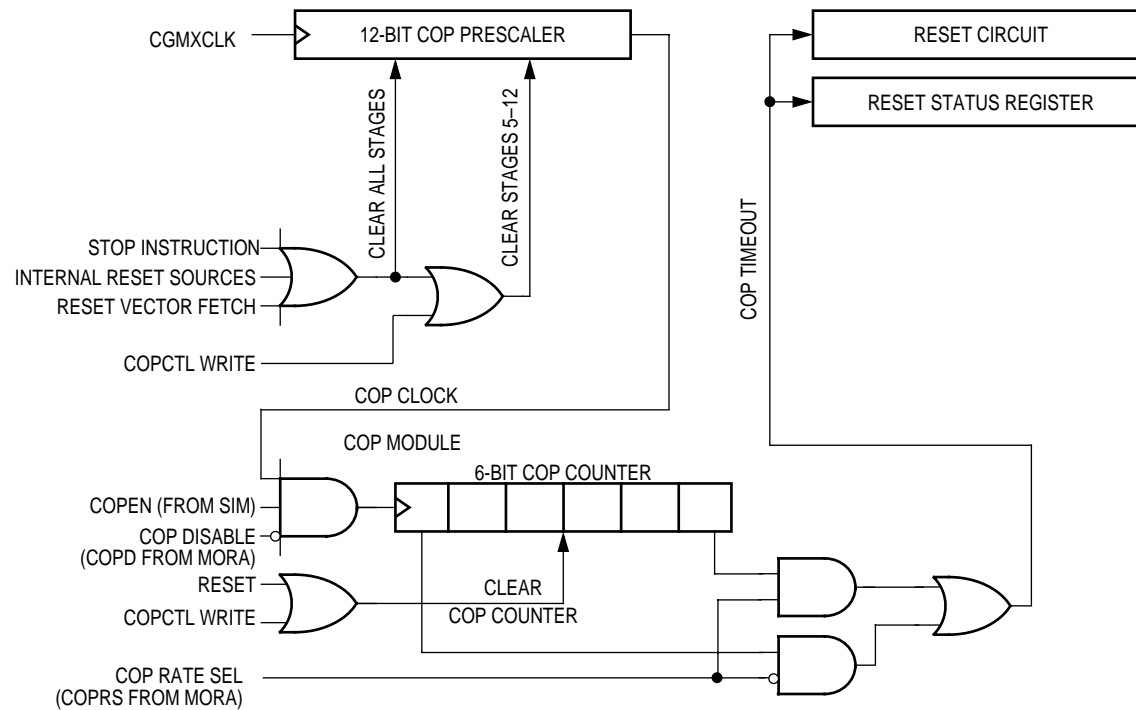 CGMXCLK
12-BIT COP PRESCALER
RESET CIRCUIT
RESET STATUS REGISTER
CLEAR ALL STAGES
CLEAR STAGES 5–12
STOP INSTRUCTION
INTERNAL RESET SOURCES
RESET VECTOR FETCH
COPCTL WRITE
COP TIMEOUT
COP CLOCK
COP MODULE
6-BIT COP COUNTER
COPEN (FROM SIM)
COP DISABLE
(COPD FROM MORA)
RESET
COPCTL WRITE
CLEAR
COP COUNTER
COP RATE SEL
(COPRS FROM MORA)